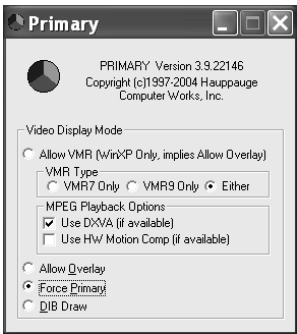 Primary
PRIMARY Version 3.9.22146
Copyright (c)1997-2004 Hauppauge
Computer Works, Inc.
Video Display Mode
Allow VMR (WinXP Only, implies Allow Overlay)
VMR Type
VMR7 Only VMR9 Only Either
MPEG Playback Options
Use DXVA (if available)
Use HW Motion Comp (if available)
Allow Overlay
Force Primary
DIB Draw